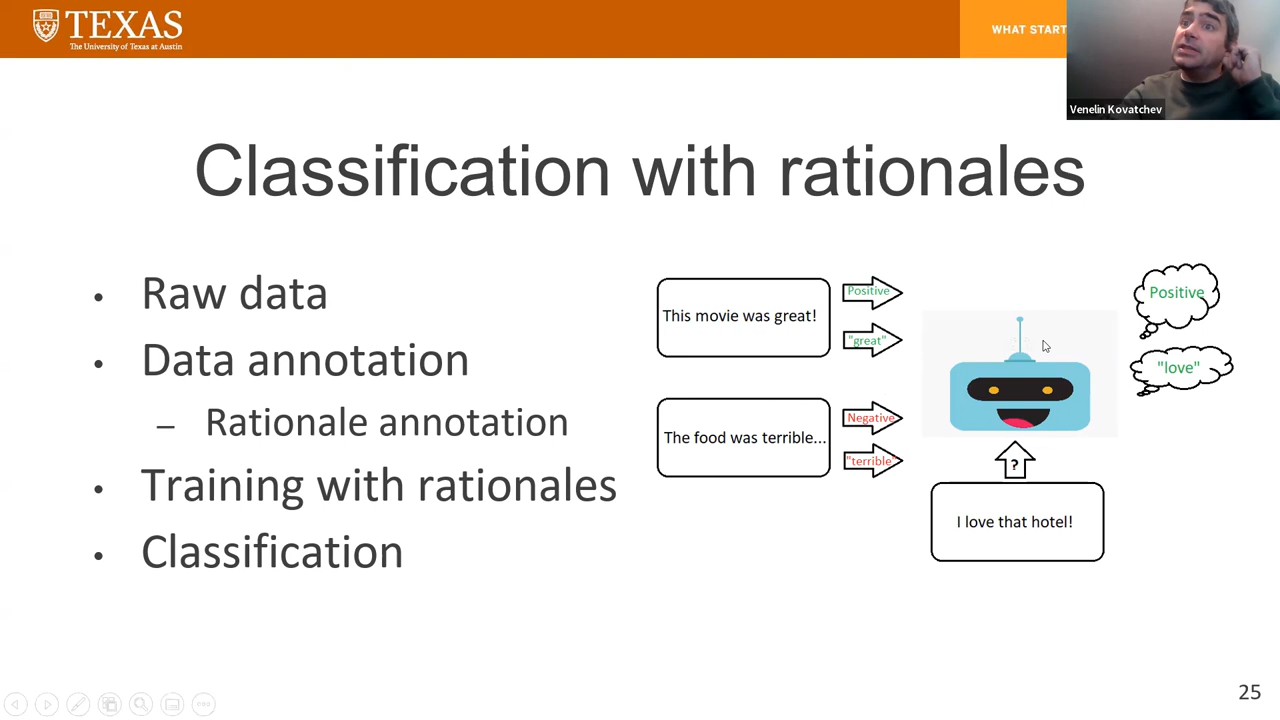 TEXAS
The University of Texas at Austin
WHAT START
Venelin Kovatchev
Classification with rationales
• Raw data
• Data annotation
– Rationale annotation
• Training with rationales
• Classification
This movie was great!
Positive
"great"
The food was terrible...
Negative
"terrible"
?
I love that hotel!
Positive
"love"
25